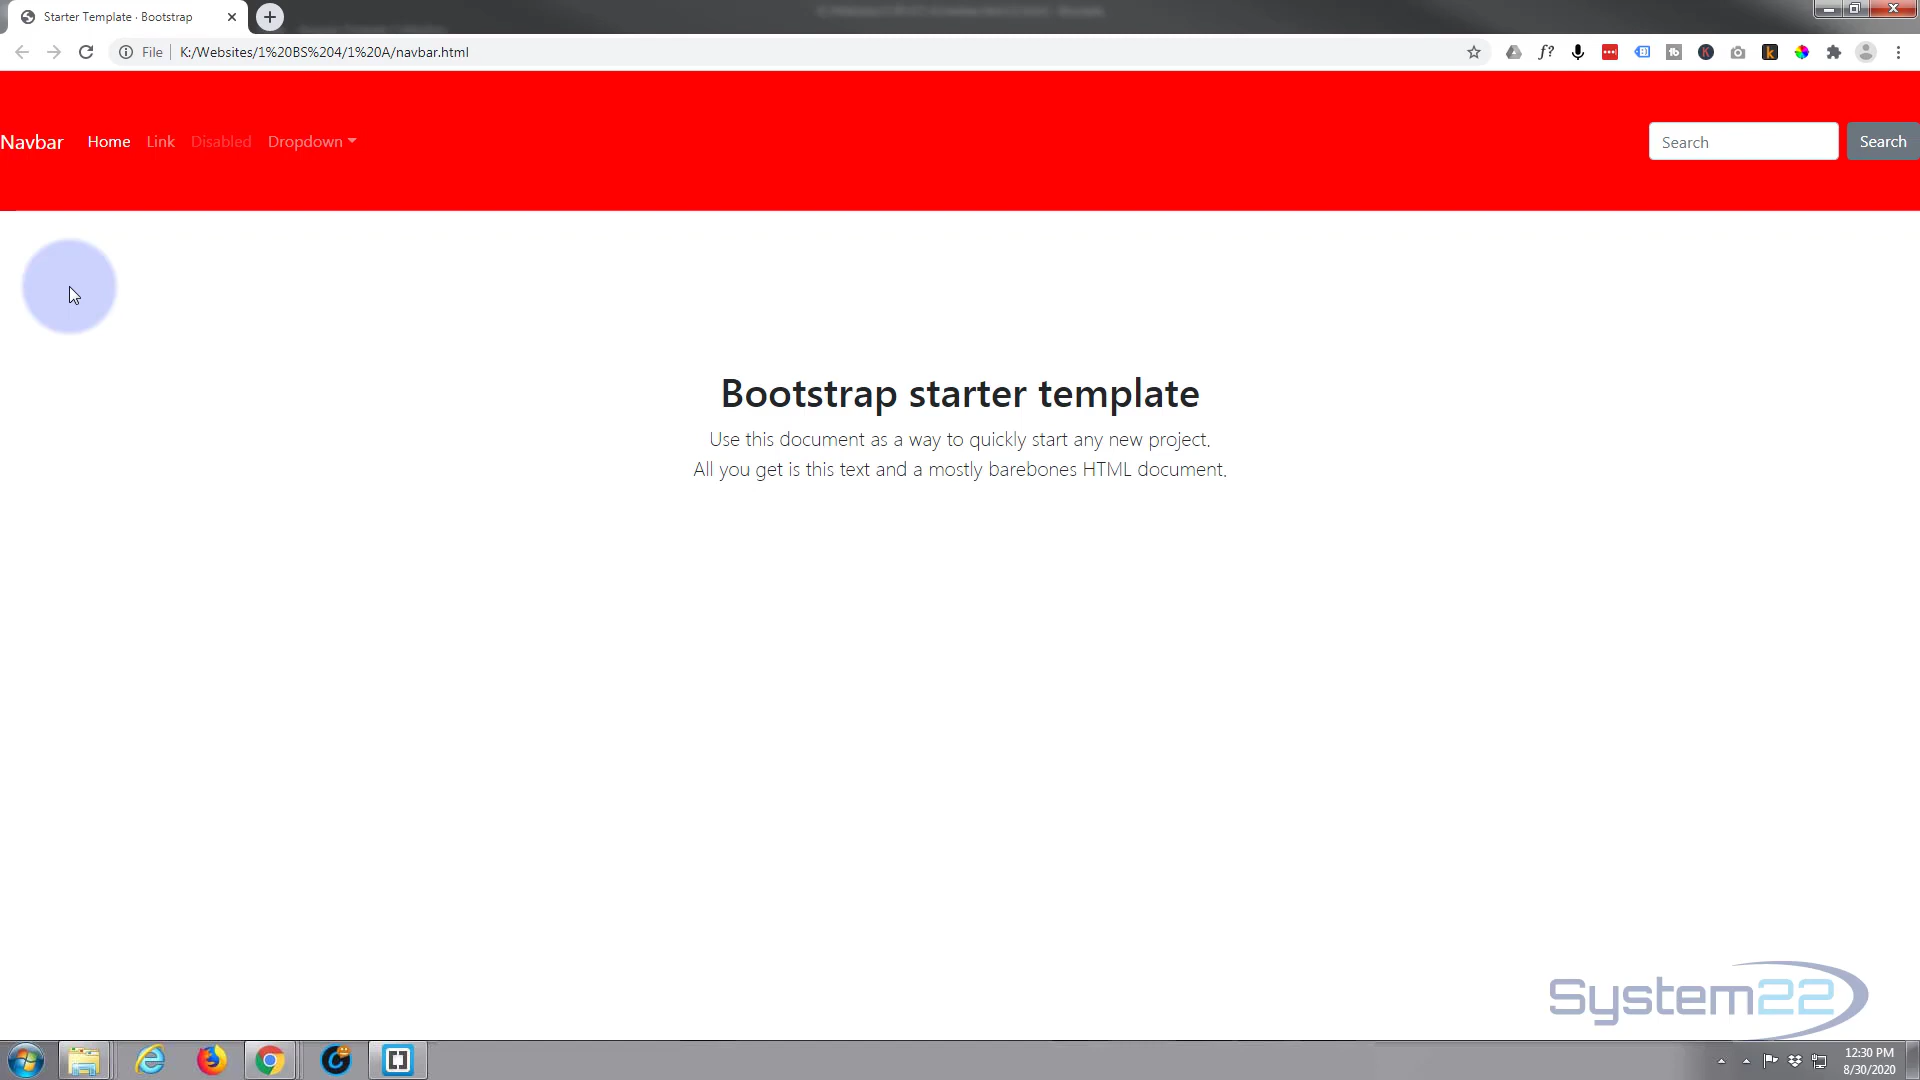 Starter Template · Bootstrap
File
K:/Websites/1%20BS%204/1%20A/navbar.html
Navbar Home Link Disabled Dropdown
Search Search
Bootstrap starter template
Use this document as a way to quickly start any new project.
All you get is this text and a mostly barebones HTML document.
System22
12:30 PM
8/30/2020